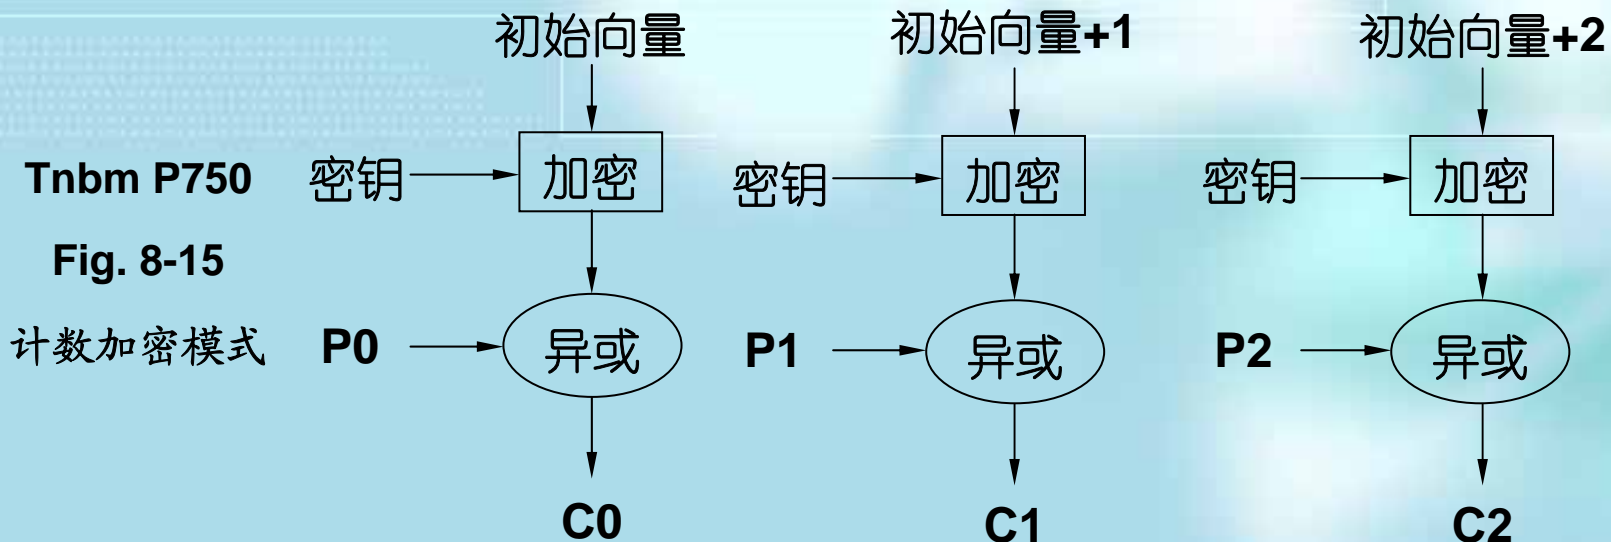 初始向量 初始向量+1 初始向量+2
Tnbm P750 密钥 加密 密钥 加密 密钥 加密
Fig. 8-15
计数加密模式 P0 异或 P1 异或 P2 异或
C0 C1 C2